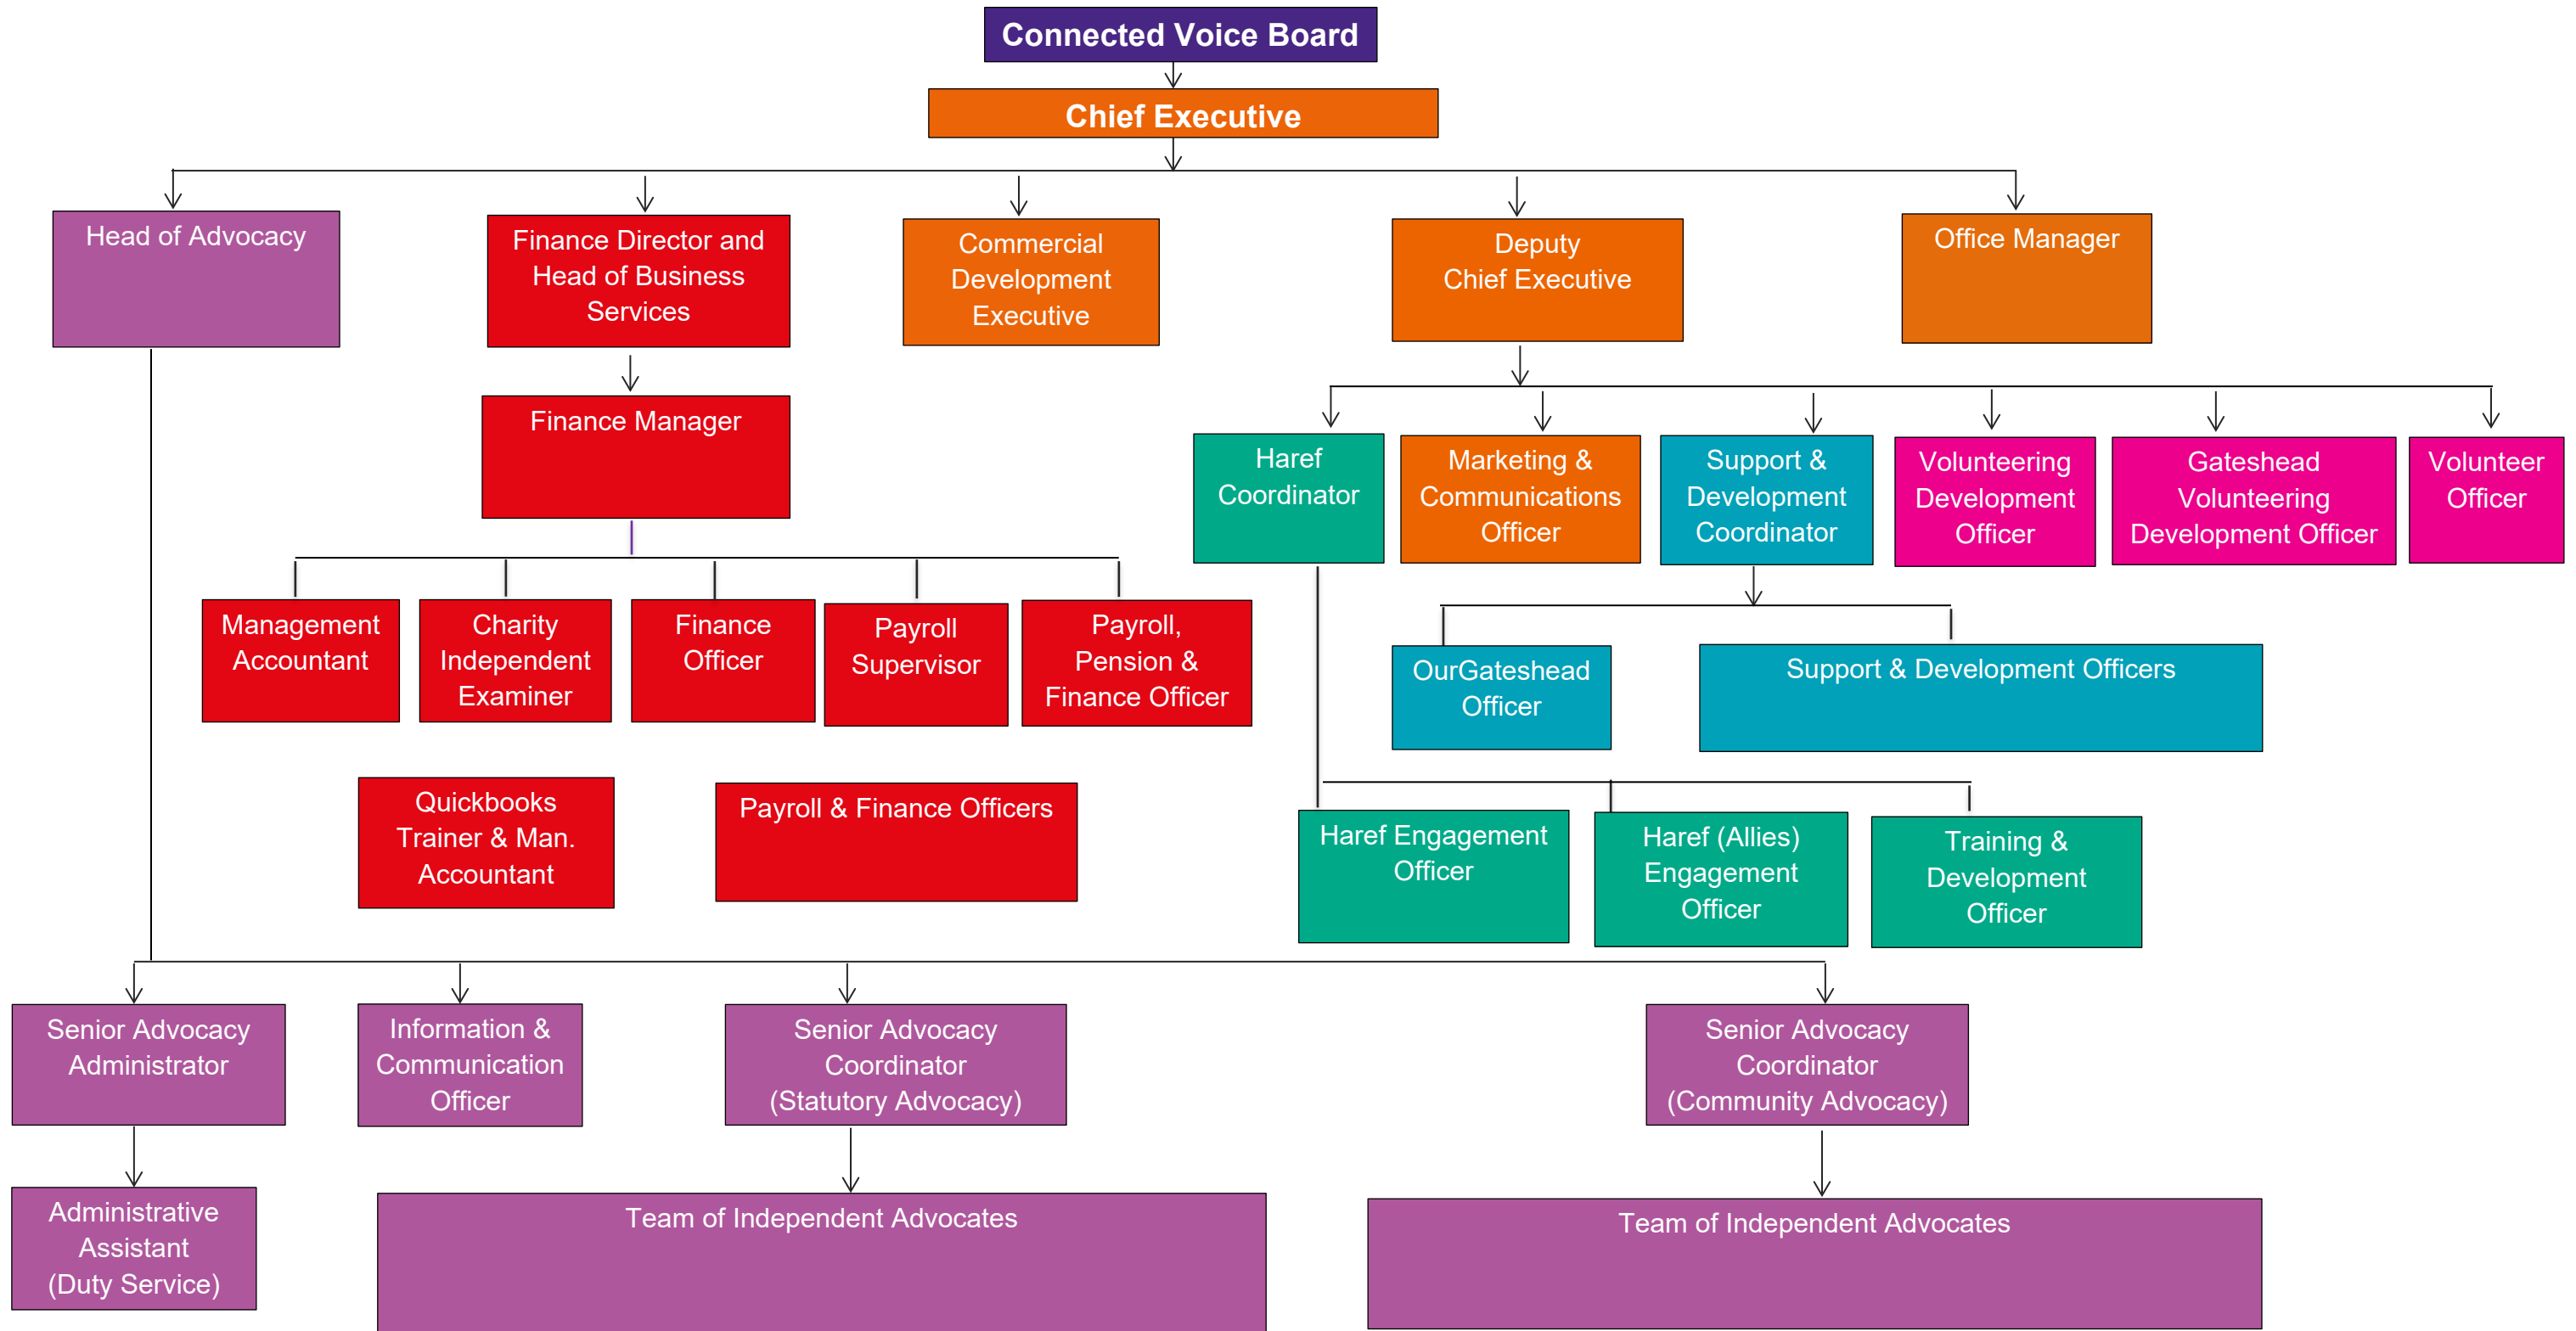 Connected Voice Board
Chief Executive
Head of Advocacy
Finance Director and
Head of Business
Services
Commercial
Development
Executive
Deputy
Chief Executive
Office Manager
Finance Manager
Haref
Coordinator
Marketing &
Communications
Officer
Support &
Development
Coordinator
Volunteering
Development
Officer
Gateshead
Volunteering
Development Officer
Volunteer
Officer
Management
Accountant
Charity
Independent
Examiner
Finance
Officer
Payroll
Supervisor
Payroll,
Pension &
Finance Officer
OurGateshead
Officer
Support & Development Officers
Quickbooks
Trainer & Man.
Accountant
Payroll & Finance Officers
Haref Engagement
Officer
Haref (Allies)
Engagement
Officer
Training &
Development
Officer
Senior Advocacy
Administrator
Information &
Communication
Officer
Senior Advocacy
Coordinator
(Statutory Advocacy)
Senior Advocacy
Coordinator
(Community Advocacy)
Administrative
Assistant
(Duty Service)
Team of Independent Advocates
Team of Independent Advocates